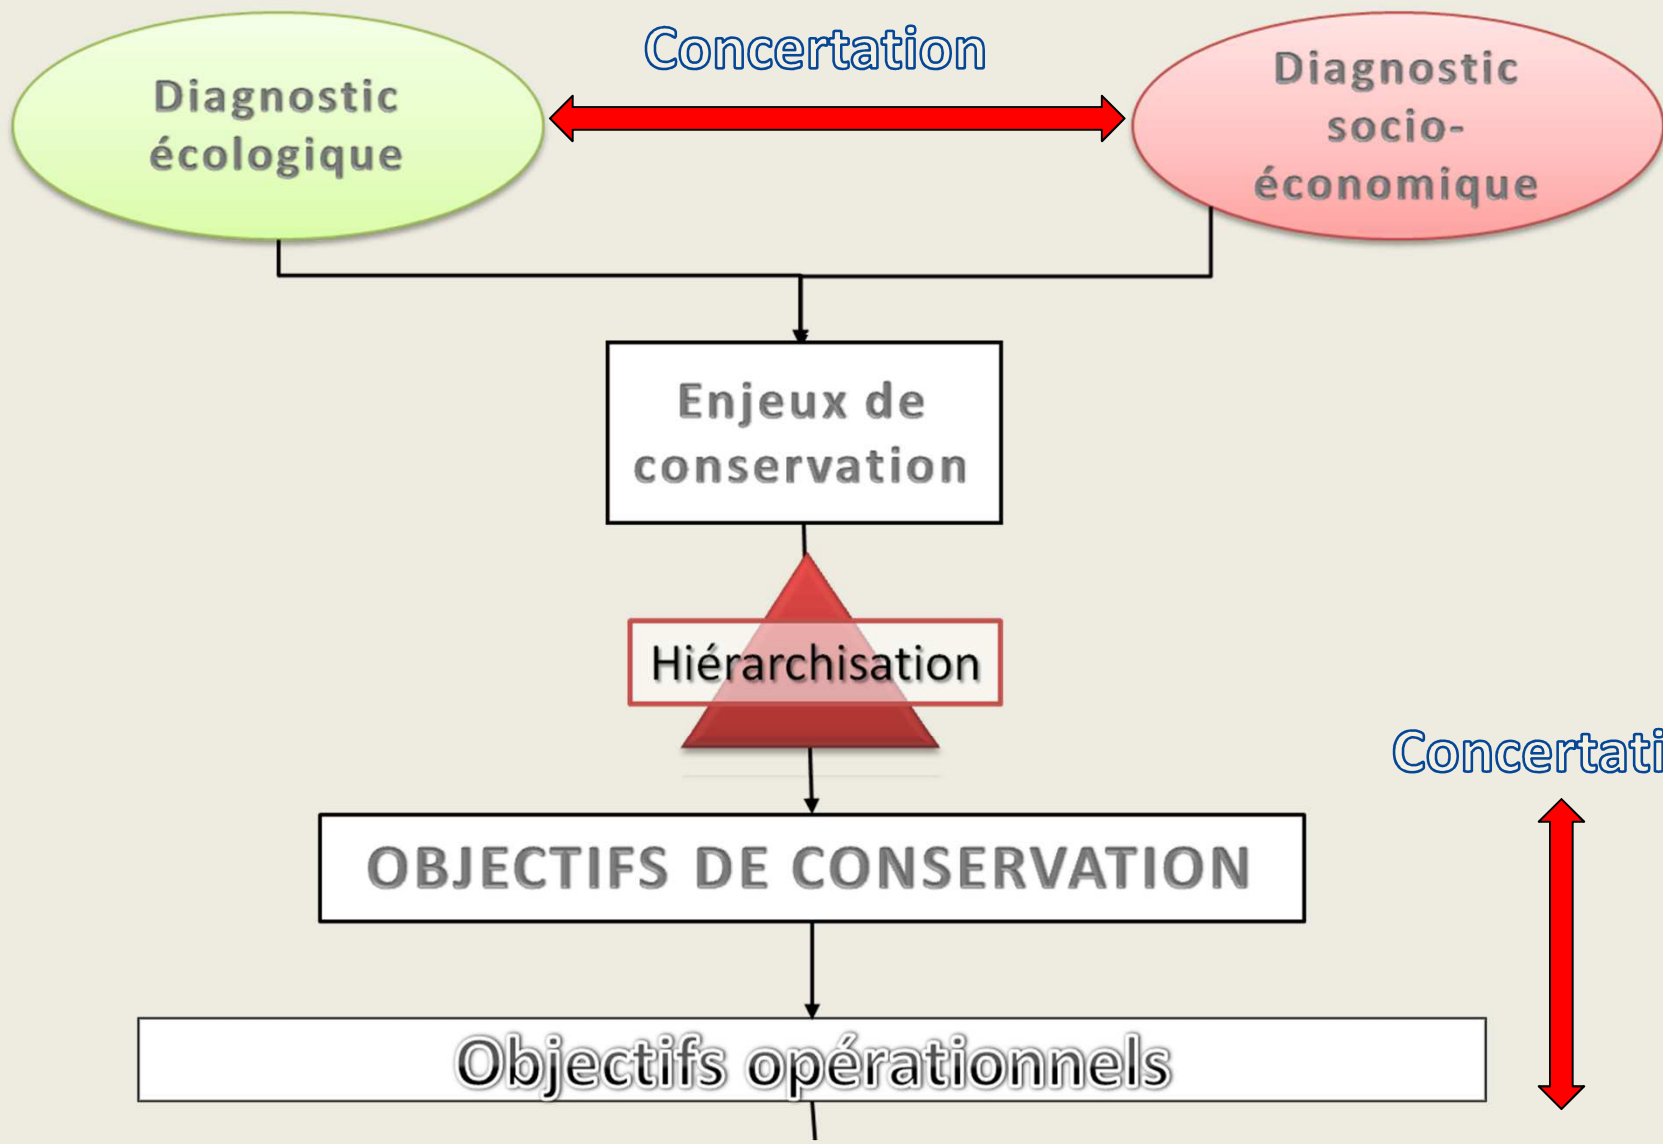 Concertation
Diagnostic
écologique
Diagnostic
socio-
économique
Enjeux de
conservation
Hiérarchisation
Concertati
OBJECTIFS DE CONSERVATION
Objectifs opérationnels